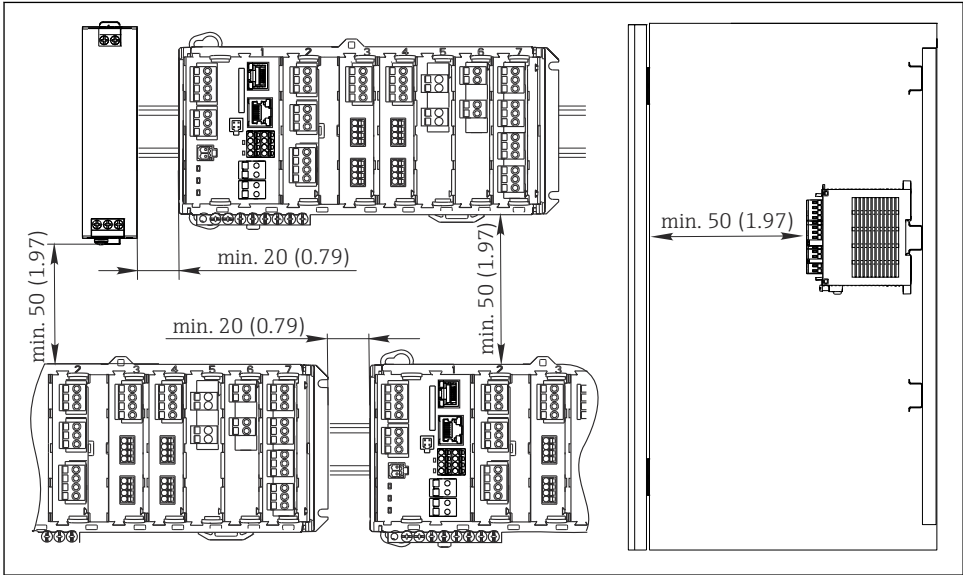 1 2 3 4 5 6 7
min. 50 (1.97)
min. 20 (0.79)
min. 50 (1.97)
min. 50 (1.97)
min. 20 (0.79)
2 3 4 5 6 7
1 2 3